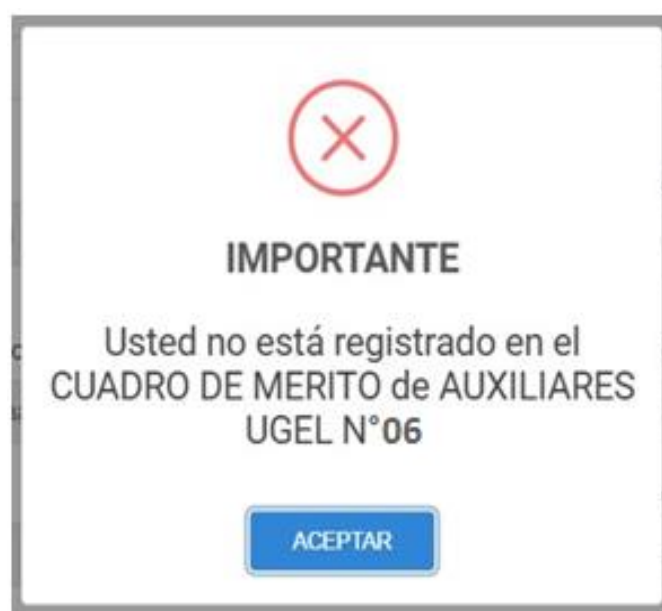 IMPORTANTE
Usted no está registrado en el
CUADRO DE MERITO de AUXILIARES
UGEL N°06
ACEPTAR